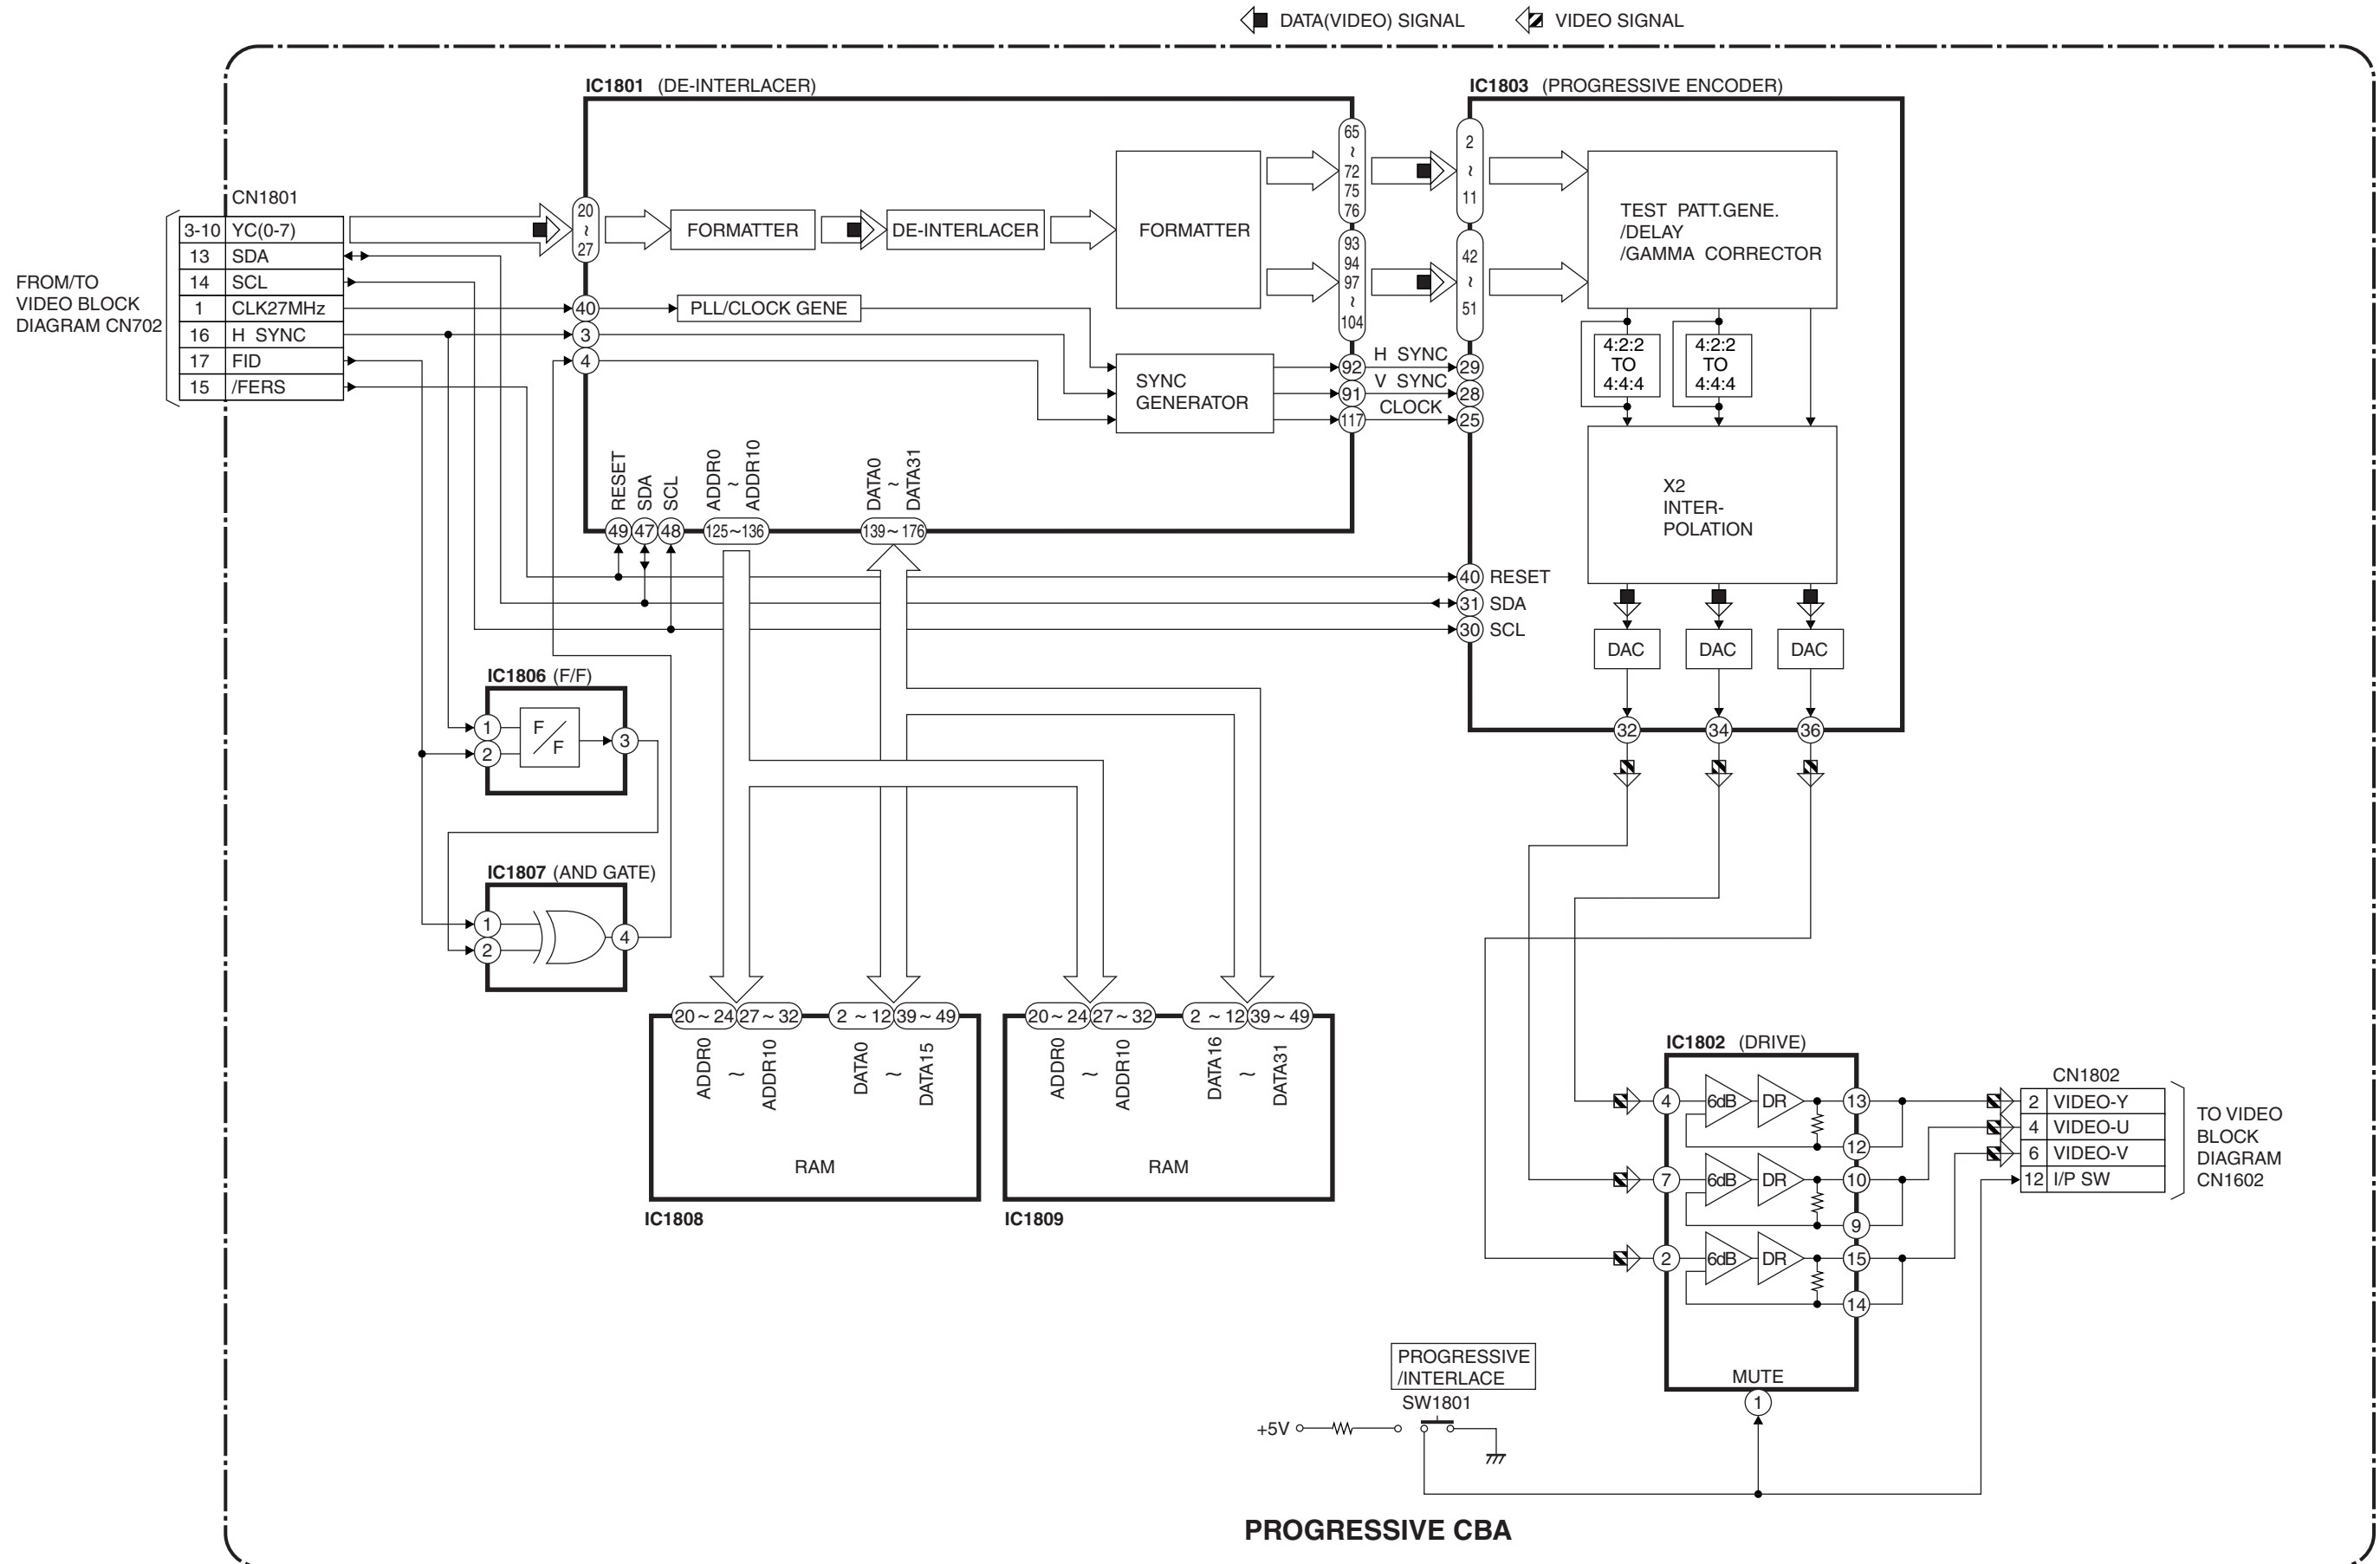 DATA(VIDEO) SIGNAL
VIDEO SIGNAL
IC1801 (DE-INTERLACER)
IC1803 (PROGRESSIVE ENCODER)
FROM/TO
VIDEO BLOCK
DIAGRAM CN702
CN1801
3-10 YC(0-7)
13 SDA
14 SCL
1 CLK27MHz
16 H SYNC
17 FID
15 /FERS
20
~
27
40
3
4
FORMATTER
DE-INTERLACER
FORMATTER
PLL/CLOCK GENE
SYNC
GENERATOR
65
~
72
75
76
93
94
97
~
104
92
91
117
H SYNC
V SYNC
CLOCK
2
~
11
42
~
51
29
28
25
TEST PATT.GENE.
/DELAY
/GAMMA CORRECTOR
4:2:2
TO
4:4:4
4:2:2
TO
4:4:4
X2
INTER-
POLATION
DAC
DAC
DAC
32
34
36
40 RESET
31 SDA
30 SCL
RESET
SDA
SCL
ADDR0
~
ADDR10
DATA0
~
DATA31
49
47
48
125~136
139~176
IC1806 (F/F)
1
2
F/F
3
IC1807 (AND GATE)
1
2
4
20~24
27~32
2 ~12
39~49
ADDR0
~
ADDR10
DATA0
~
DATA15
RAM
IC1808
20~24
27~32
2 ~12
39~49
ADDR0
~
ADDR10
DATA16
~
DATA31
RAM
IC1809
IC1802 (DRIVE)
4
6dB
DR
13
12
7
6dB
DR
10
9
2
6dB
DR
15
14
MUTE
1
CN1802
2 VIDEO-Y
4 VIDEO-U
6 VIDEO-V
12 I/P SW
TO VIDEO
BLOCK
DIAGRAM
CN1602
PROGRESSIVE
/INTERLACE
SW1801
+5V
PROGRESSIVE CBA